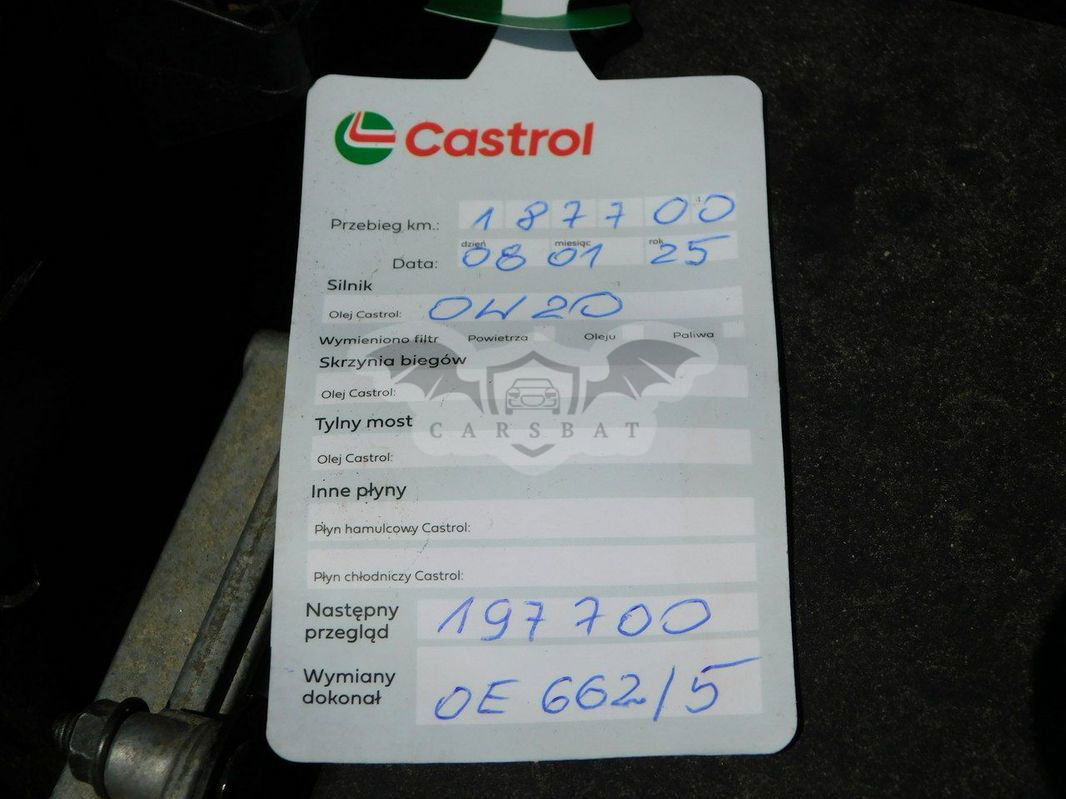 Castrol
Przebieg km.: 187700
dzień miesiąc rok
Data: 08 01 25
Silnik
Olej Castrol: 0W20
Wymieniono filtr Powietrza Oleju Paliwa
Skrzynia biegów
Olej Castrol:
CARSBAT
Tylny most
Olej Castrol:
Inne płyny
Płyn hamulcowy Castrol:
Płyn chłodniczy Castrol:
Następny przegląd 197700
Wymiany dokonał OE 662/5